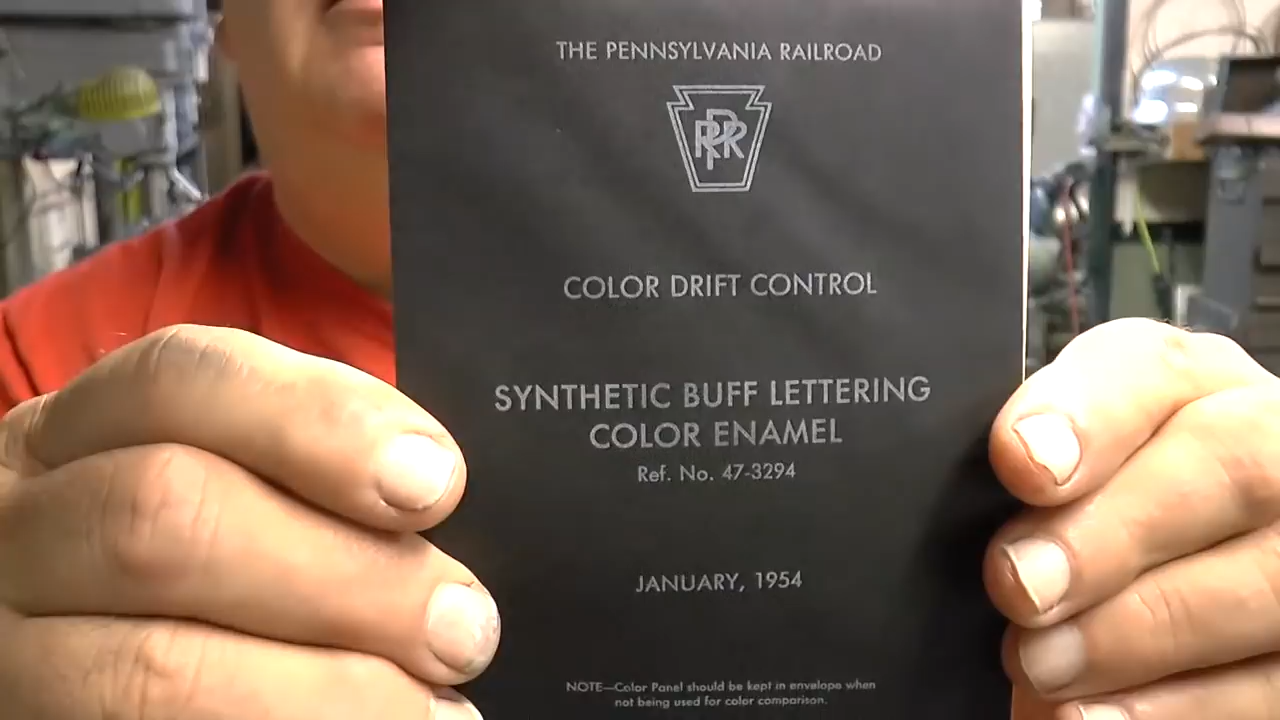 THE PENNSYLVANIA RAILROAD
PRR
COLOR DRIFT CONTROL
SYNTHETIC BUFF LETTERING
COLOR ENAMEL
Ref. No. 47-3294
JANUARY, 1954
NOTE—Color Panel should be kept in envelope when
not being used for color comparison.